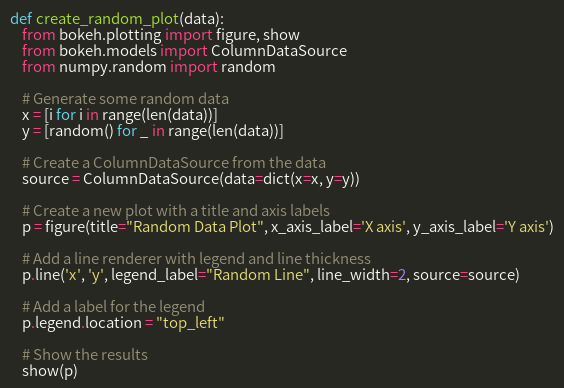 def create_random_plot(data):
    from bokeh.plotting import figure, show
    from bokeh.models import ColumnDataSource
    from numpy.random import random

    # Generate some random data
    x = [i for i in range(len(data))]
    y = [random() for _ in range(len(data))]

    # Create a ColumnDataSource from the data
    source = ColumnDataSource(data=dict(x=x, y=y))

    # Create a new plot with a title and axis labels
    p = figure(title="Random Data Plot", x_axis_label='X axis', y_axis_label='Y axis')

    # Add a line renderer with legend and line thickness
    p.line('x', 'y', legend_label="Random Line", line_width=2, source=source)

    # Add a label for the legend
    p.legend.location = "top_left"

    # Show the results
    show(p)